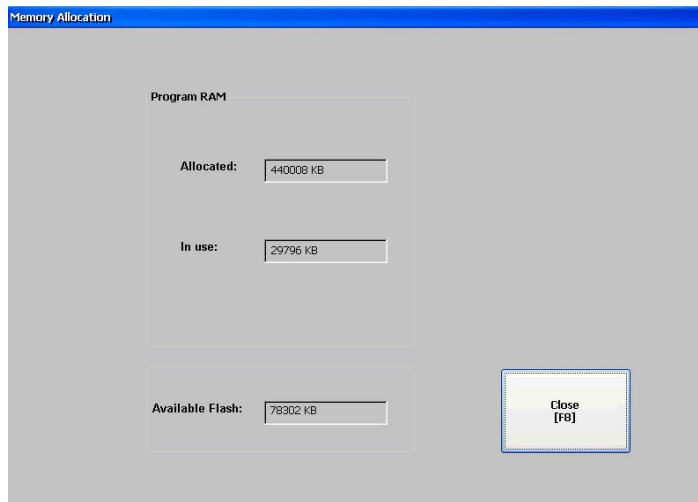 Memory Allocation
Program RAM
Allocated: 440008 KB
In use: 29796 KB
Available Flash: 78302 KB
Close
[F8]